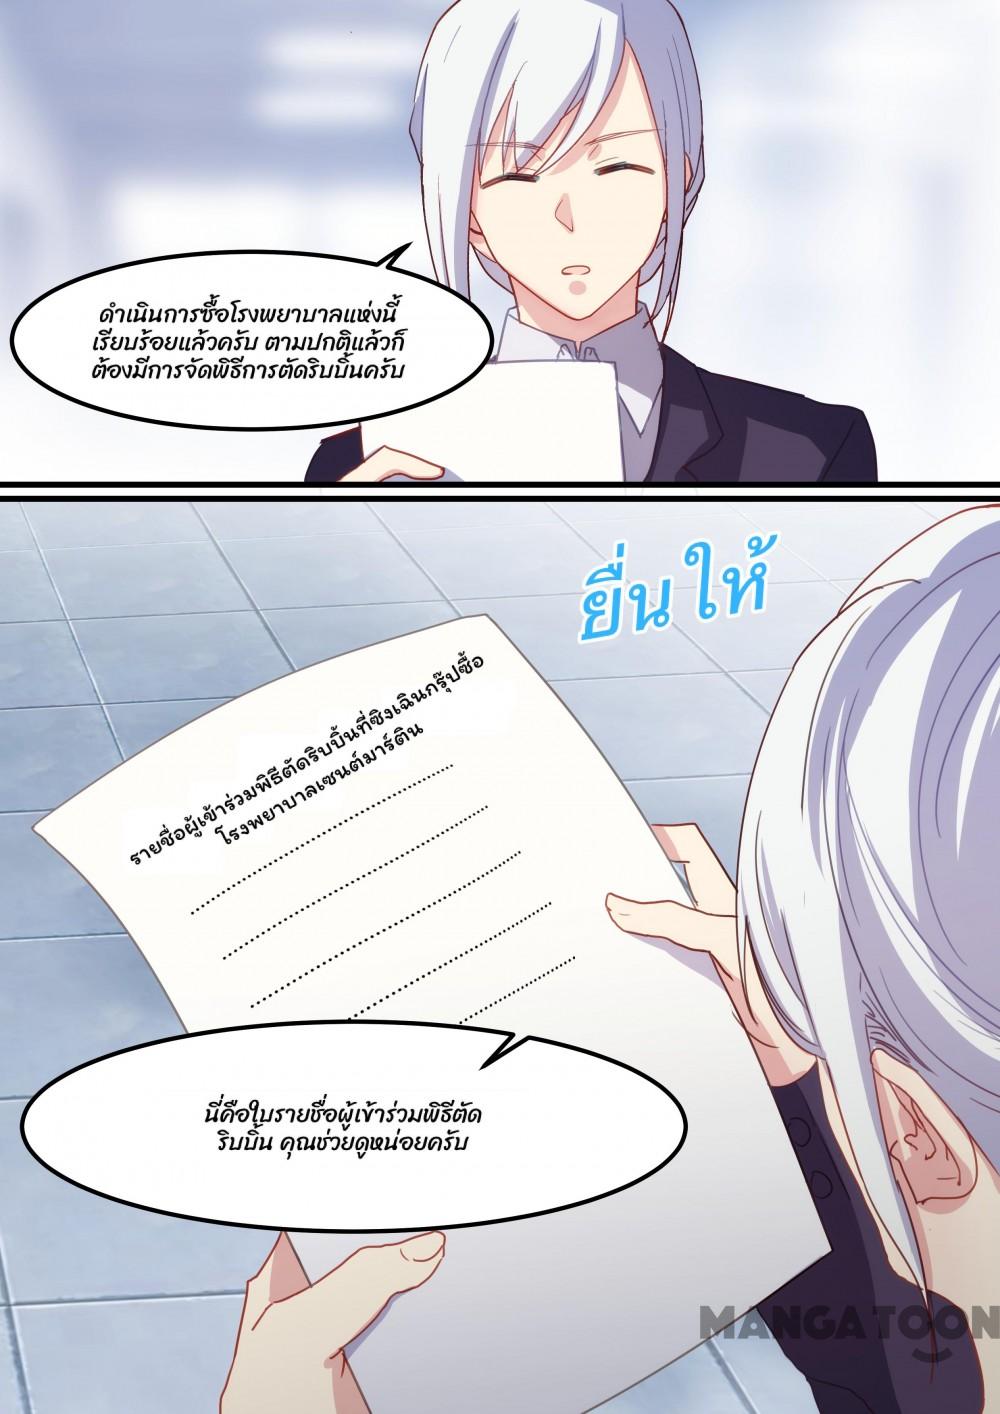 ดำเนินการซื้อโรงพยาบาลแห่งนี้
เรียบร้อยแล้วครับ ตามปกติแล้วก็
ต้องมีการจัดพิธีการตัดริบบิ้นครับ
ยื่นให้
รายชื่อผู้เข้าร่วมพิธีตัดริบบิ้นที่ซิงเฉินกรุ๊ปซื้อ
โรงพยาบาลเซนต์มาร์ติน
นี่คือใบรายชื่อผู้เข้าร่วมพิธีตัด
ริบบิ้น คุณช่วยดูหน่อยครับ
MANGATOON